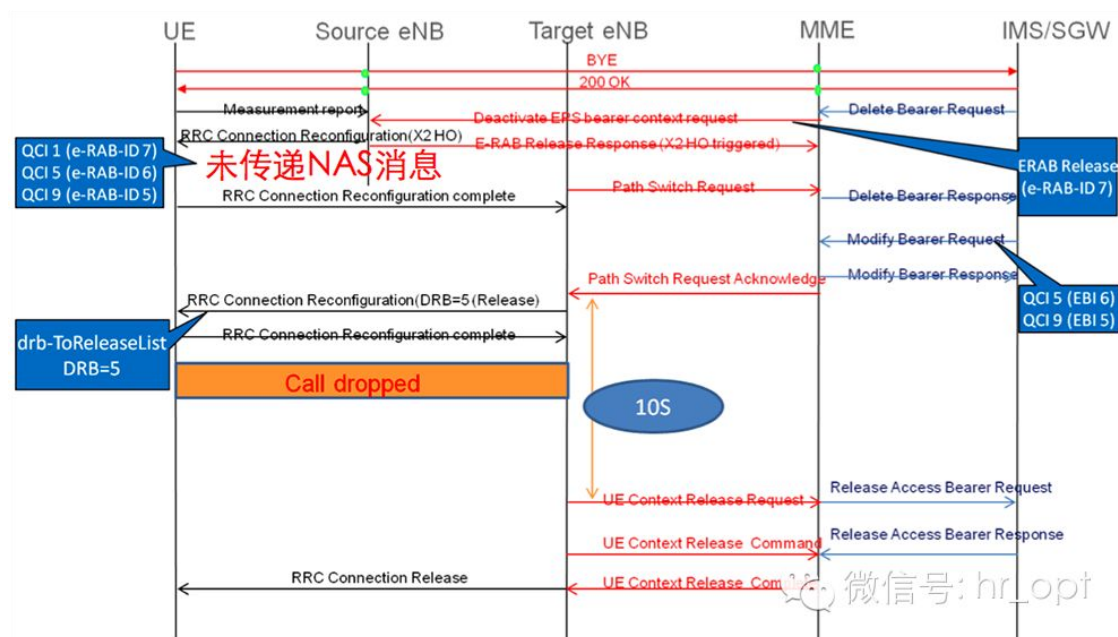 UE
Source eNB
Target eNB
MME
IMS/SGW
BYE
200 OK
Measurement report
Delete Bearer Request
Deactivate EPS bearer context request
RRC Connection Reconfiguration(X2 HO)
E-RAB Release Response (X2 HO triggered)
QCI 1 (e-RAB-ID 7)
QCI 5 (e-RAB-ID 6)
QCI 9 (e-RAB-ID 5)
未传递NAS消息
ERAB Release
(e-RAB-ID 7)
Path Switch Request
RRC Connection Reconfiguration complete
Delete Bearer Response
Modify Bearer Request
Path Switch Request Acknowledge
Modify Bearer Response
RRC Connection Reconfiguration(DRB=5 (Release)
QCI 5 (EBI 6)
QCI 9 (EBI 5)
drb-ToReleaseList
DRB=5
RRC Connection Reconfiguration complete
Call dropped
10S
UE Context Release Request
Release Access Bearer Request
UE Context Release Command
Release Access Bearer Response
RRC Connection Release
UE Context Release
微信号: hr_opt